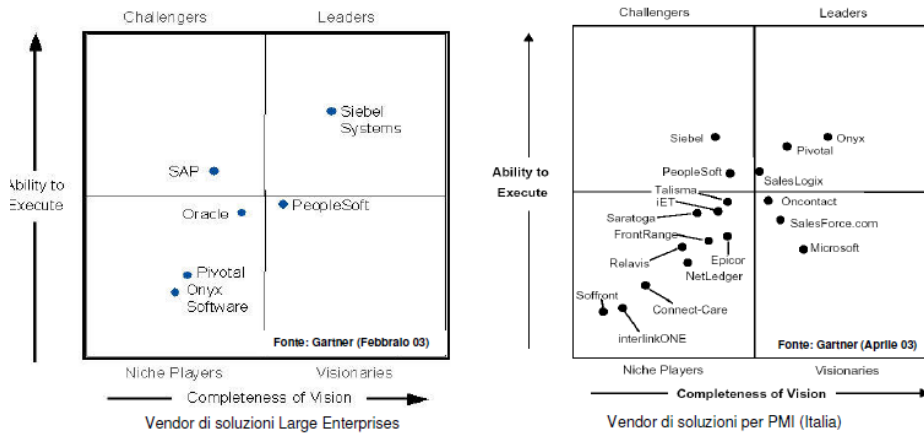 Challengers
Leaders
Ability to
Execute
Siebel
Systems
SAP
Oracle
PeopleSoft
Pivotal
Onyx
Software
Fonte: Gartner (Febbraio 03)
Niche Players
Visionaries
Completeness of Vision
Vendor di soluzioni Large Enterprises
Challengers
Leaders
Ability to
Execute
Siebel
Onyx
Pivotal
PeopleSoft
SalesLogix
Talisma
iET
Oncontact
Saratoga
SalesForce.com
FrontRange
Microsoft
Relavis
Epicor
NetLedger
Soffront
Connect-Care
interlinkONE
Fonte: Gartner (Aprile 03)
Niche Players
Visionaries
Completeness of Vision
Vendor di soluzioni per PMI (Italia)